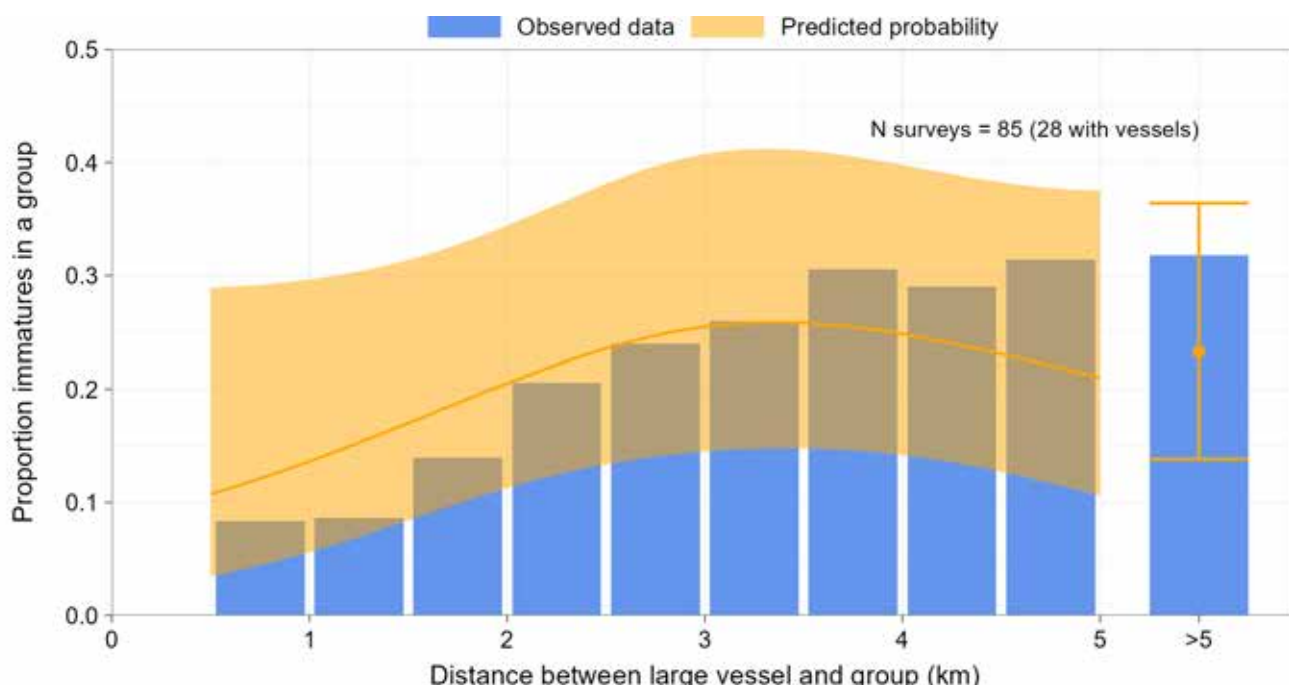 Observed data Predicted probability
0.5
N surveys = 85 (28 with vessels)
0.4
0.3
0.2
0.1
0.0
Proportion immatures in a group
0 1 2 3 4 5 >5
Distance between large vessel and group (km)